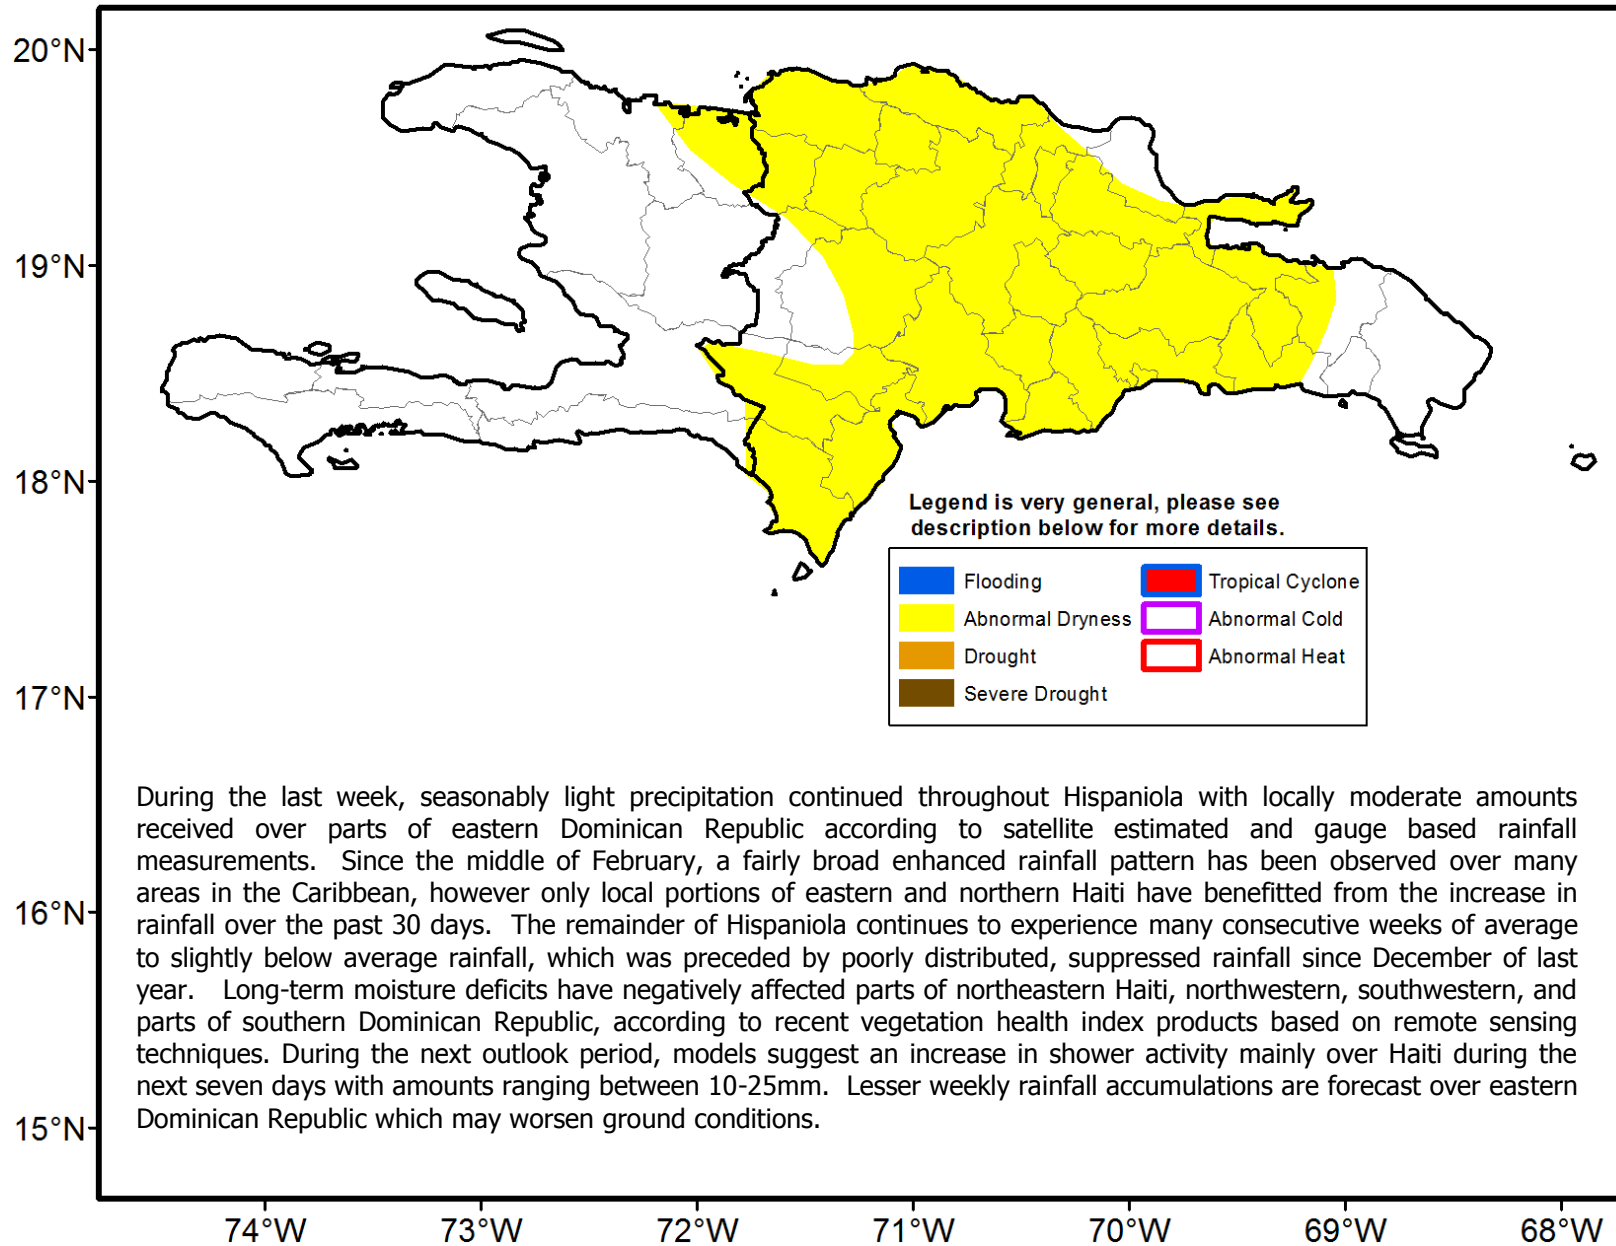 20°N
19°N
18°N
17°N
16°N
15°N
Legend is very general, please see
description below for more details.
Flooding
Tropical Cyclone
Abnormal Dryness
Abnormal Cold
Drought
Abnormal Heat
Severe Drought
During the last week, seasonably light precipitation continued throughout Hispaniola with locally moderate amounts
received over parts of eastern Dominican Republic according to satellite estimated and gauge based rainfall
measurements. Since the middle of February, a fairly broad enhanced rainfall pattern has been observed over many
areas in the Caribbean, however only local portions of eastern and northern Haiti have benefitted from the increase in
rainfall over the past 30 days. The remainder of Hispaniola continues to experience many consecutive weeks of average
to slightly below average rainfall, which was preceded by poorly distributed, suppressed rainfall since December of last
year. Long-term moisture deficits have negatively affected parts of northeastern Haiti, northwestern, southwestern, and
parts of southern Dominican Republic, according to recent vegetation health index products based on remote sensing
techniques. During the next outlook period, models suggest an increase in shower activity mainly over Haiti during the
next seven days with amounts ranging between 10-25mm. Lesser weekly rainfall accumulations are forecast over eastern
Dominican Republic which may worsen ground conditions.
74°W
73°W
72°W
71°W
70°W
69°W
68°W